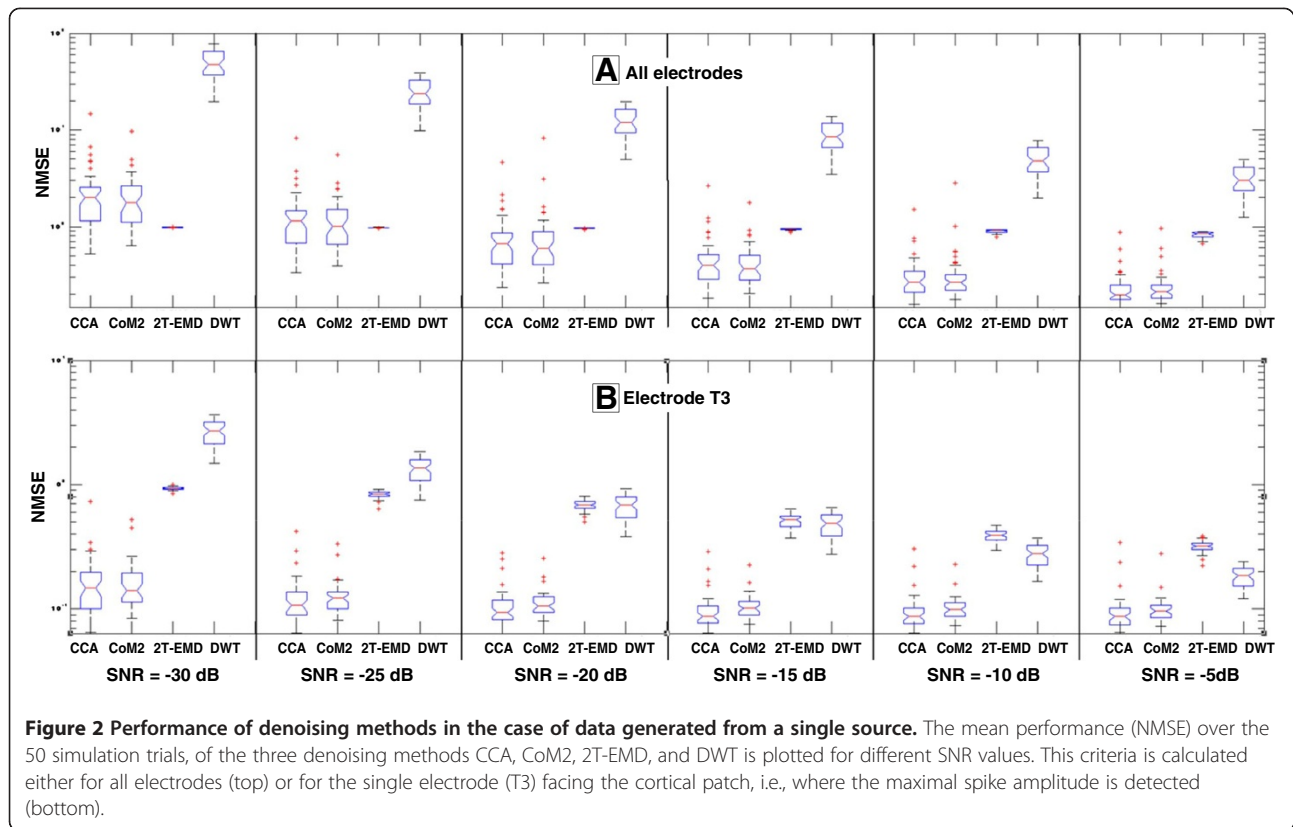 A All electrodes
NMSE
CCA CoM2 2T-EMD DWT CCA CoM2 2T-EMD DWT CCA CoM2 2T-EMD DWT CCA CoM2 2T-EMD DWT CCA CoM2 2T-EMD DWT CCA CoM2 2T-EMD DWT
B Electrode T3
NMSE
CCA CoM2 2T-EMD DWT CCA CoM2 2T-EMD DWT CCA CoM2 2T-EMD DWT CCA CoM2 2T-EMD DWT CCA CoM2 2T-EMD DWT CCA CoM2 2T-EMD DWT
SNR = -30 dB SNR = -25 dB SNR = -20 dB SNR = -15 dB SNR = -10 dB SNR = -5dB
Figure 2 Performance of denoising methods in the case of data generated from a single source. The mean performance (NMSE) over the
50 simulation trials, of the three denoising methods CCA, CoM2, 2T-EMD, and DWT is plotted for different SNR values. This criteria is calculated
either for all electrodes (top) or for the single electrode (T3) facing the cortical patch, i.e., where the maximal spike amplitude is detected
(bottom).